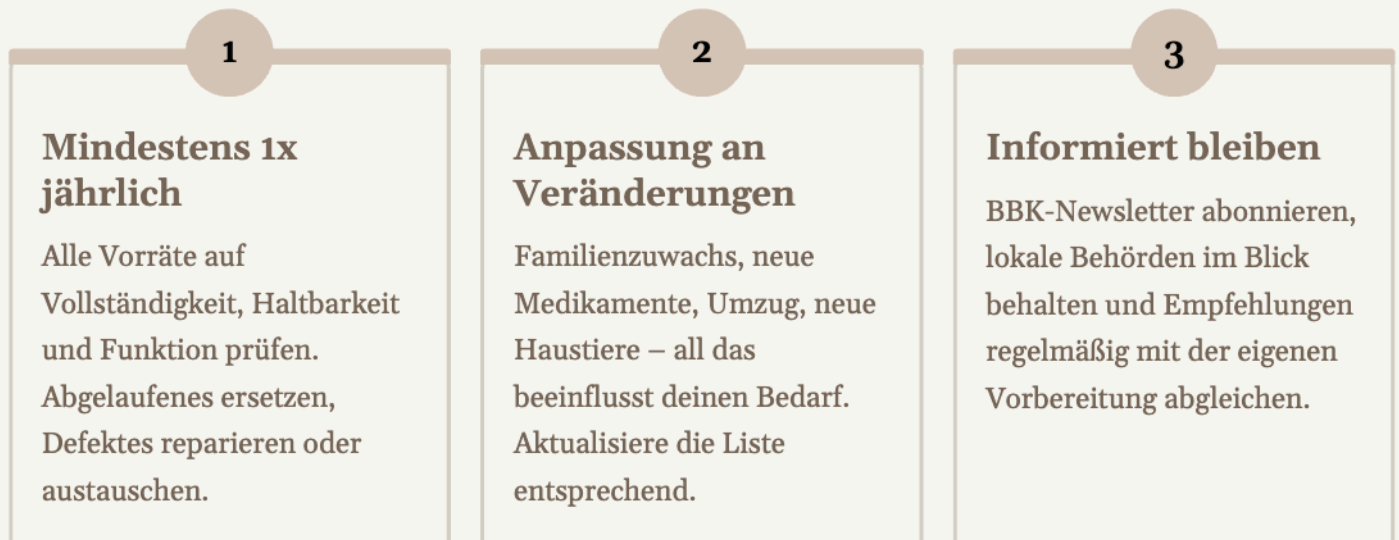 1
Mindestens 1x
jährlich
Alle Vorräte auf
Vollständigkeit, Haltbarkeit
und Funktion prüfen.
Abgelaufenes ersetzen,
Defektes reparieren oder
austauschen.
2
Anpassung an
Veränderungen
Familienzuwachs, neue
Medikamente, Umzug, neue
Haustiere – all das
beeinflusst deinen Bedarf.
Aktualisiere die Liste
entsprechend.
3
Informiert bleiben
BBK-Newsletter abonnieren,
lokale Behörden im Blick
behalten und Empfehlungen
regelmäßig mit der eigenen
Vorbereitung abgleichen.